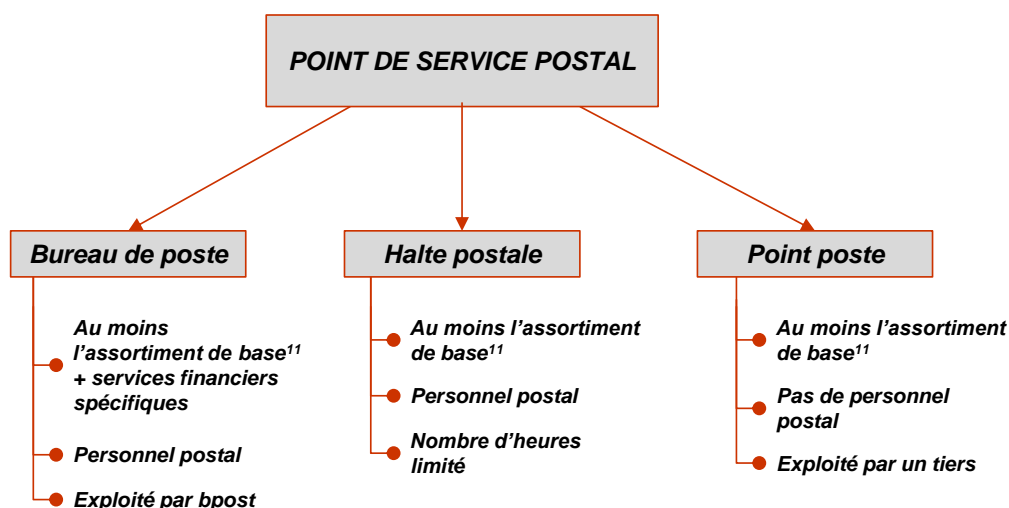 POINT DE SERVICE POSTAL
Bureau de poste
Au moins
l'assortiment de base¹¹
+ services financiers
spécifiques
Personnel postal
Exploité par bpost
Halte postale
Au moins l'assortiment
de base¹¹
Personnel postal
Nombre d'heures
limité
Point poste
Au moins l'assortiment
de base¹¹
Pas de personnel
postal
Exploité par un tiers